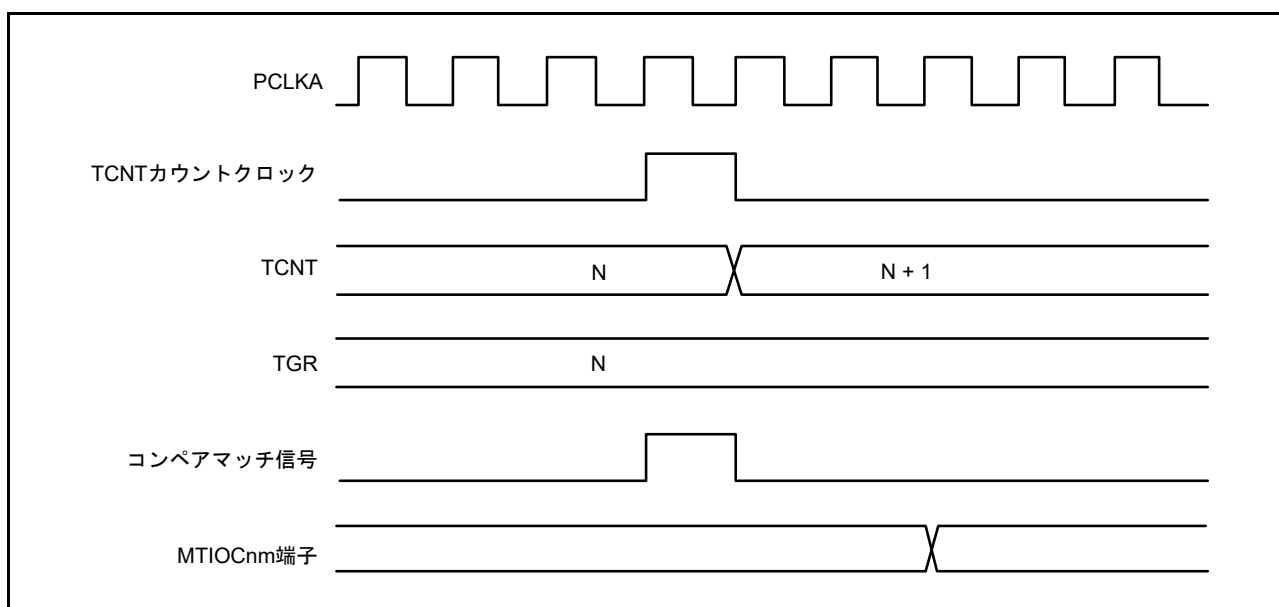 PCLKA
TCNTカウントクロック
TCNT
N
N + 1
TGR
N
コンペアマッチ信号
MTIOCnm端子